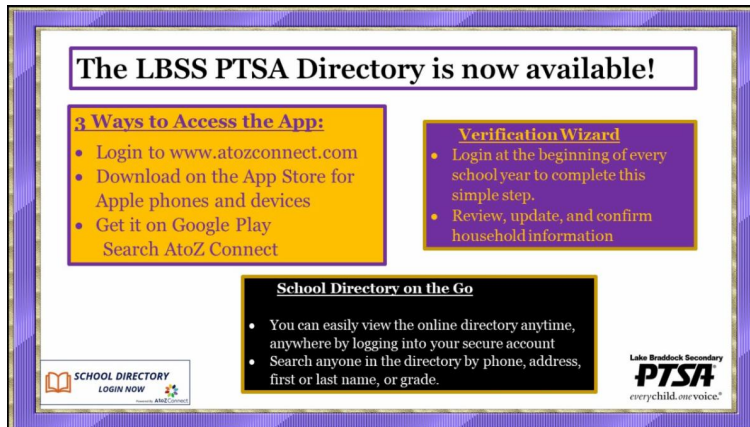 The LBSS PTSA Directory is now available!
3 Ways to Access the App:
• Login to www.atozconnect.com
• Download on the App Store for
Apple phones and devices
• Get it on Google Play
Search AtoZ Connect
Verification Wizard
• Login at the beginning of every
school year to complete this
simple step.
• Review, update, and confirm
household information
School Directory on the Go
• You can easily view the online directory anytime,
anywhere by logging into your secure account
• Search anyone in the directory by phone, address,
first or last name, or grade.
SCHOOL DIRECTORY
LOGIN NOW
Powered by AtoZConnect
Lake Braddock Secondary
PTSA
everychild.onevoice.®